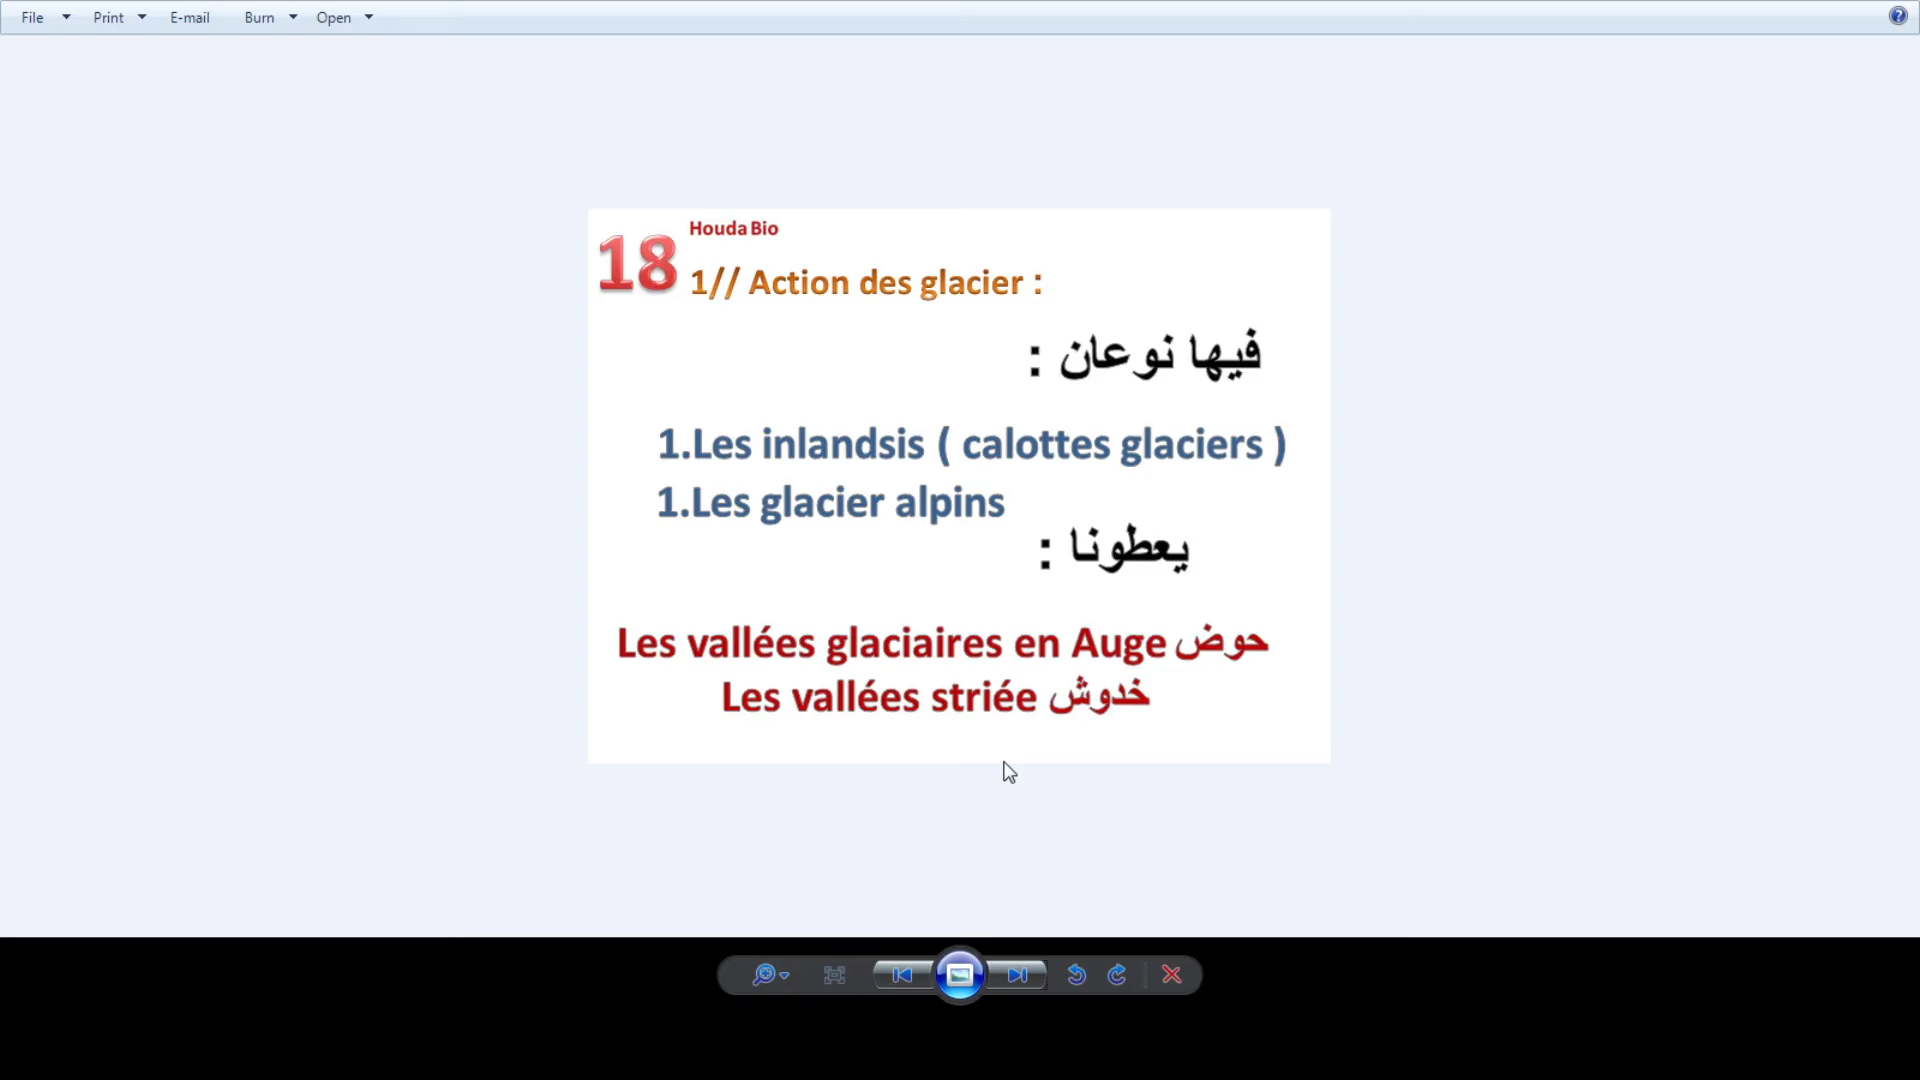 File Print E-mail Burn Open
Houda Bio
18
1// Action des glacier :
فيها نوعان :
1.Les inlandsis ( calottes glaciers )
1.Les glacier alpins
يعطونا :
Les vallées glaciaires en Auge حوض
Les vallées striée خدوش